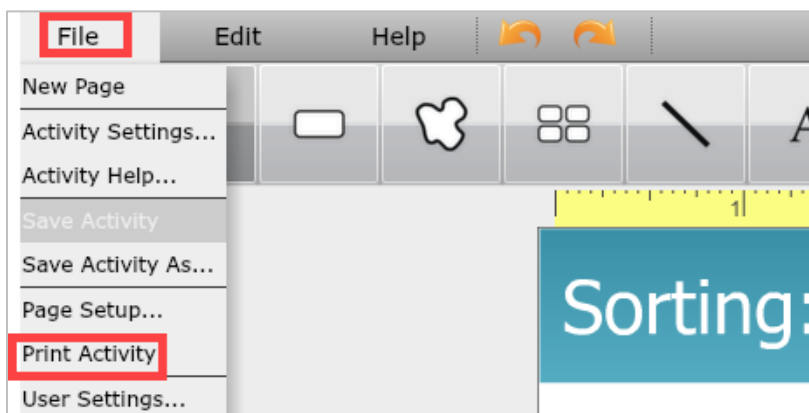 File Edit Help
New Page
Activity Settings...
Activity Help...
Save Activity
Save Activity As...
Page Setup...
Print Activity
User Settings...
A
1
Sorting: